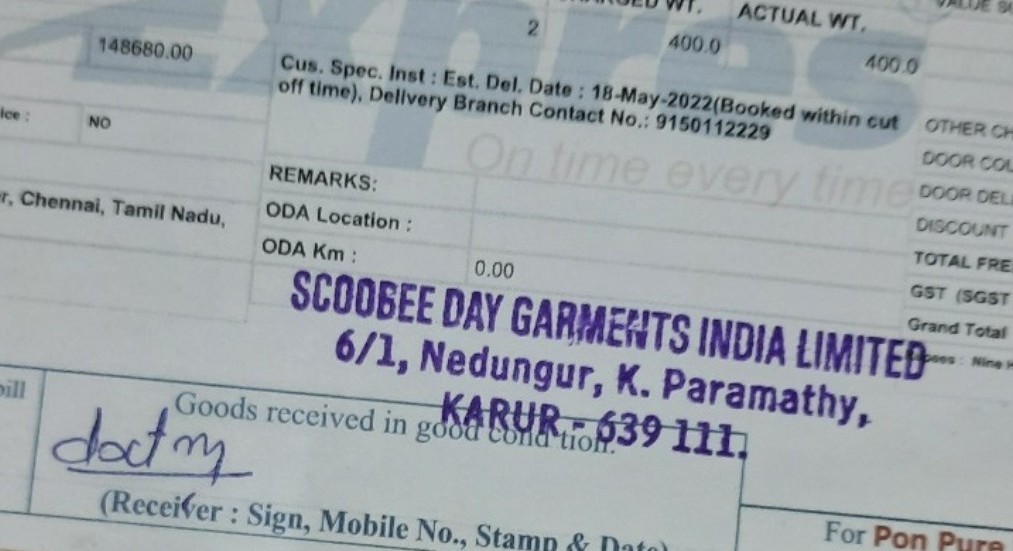 ACTUAL WT.
2
400.0
400.0
148680.00
Cus. Spec. Inst : Est. Del. Date : 18-May-2022(Booked within cut
off time), Delivery Branch Contact No.: 9150112229
NO
OTHER
DOOR
On time every time
REMARKS:
DOOR
Chennai, Tamil Nadu,
ODA Location :
DISCOUNT
ODA Km :
0.00
TOTAL
GST (SGST
Grand Total
SCOOBEE DAY GARMENTS INDIA LIMITED
Nine
6/1, Nedungur, K. Paramathy,
KARUR - 639 111.
Goods received in good condition.
(Receiver : Sign, Mobile No., Stamp & Date)
For Pon Pure